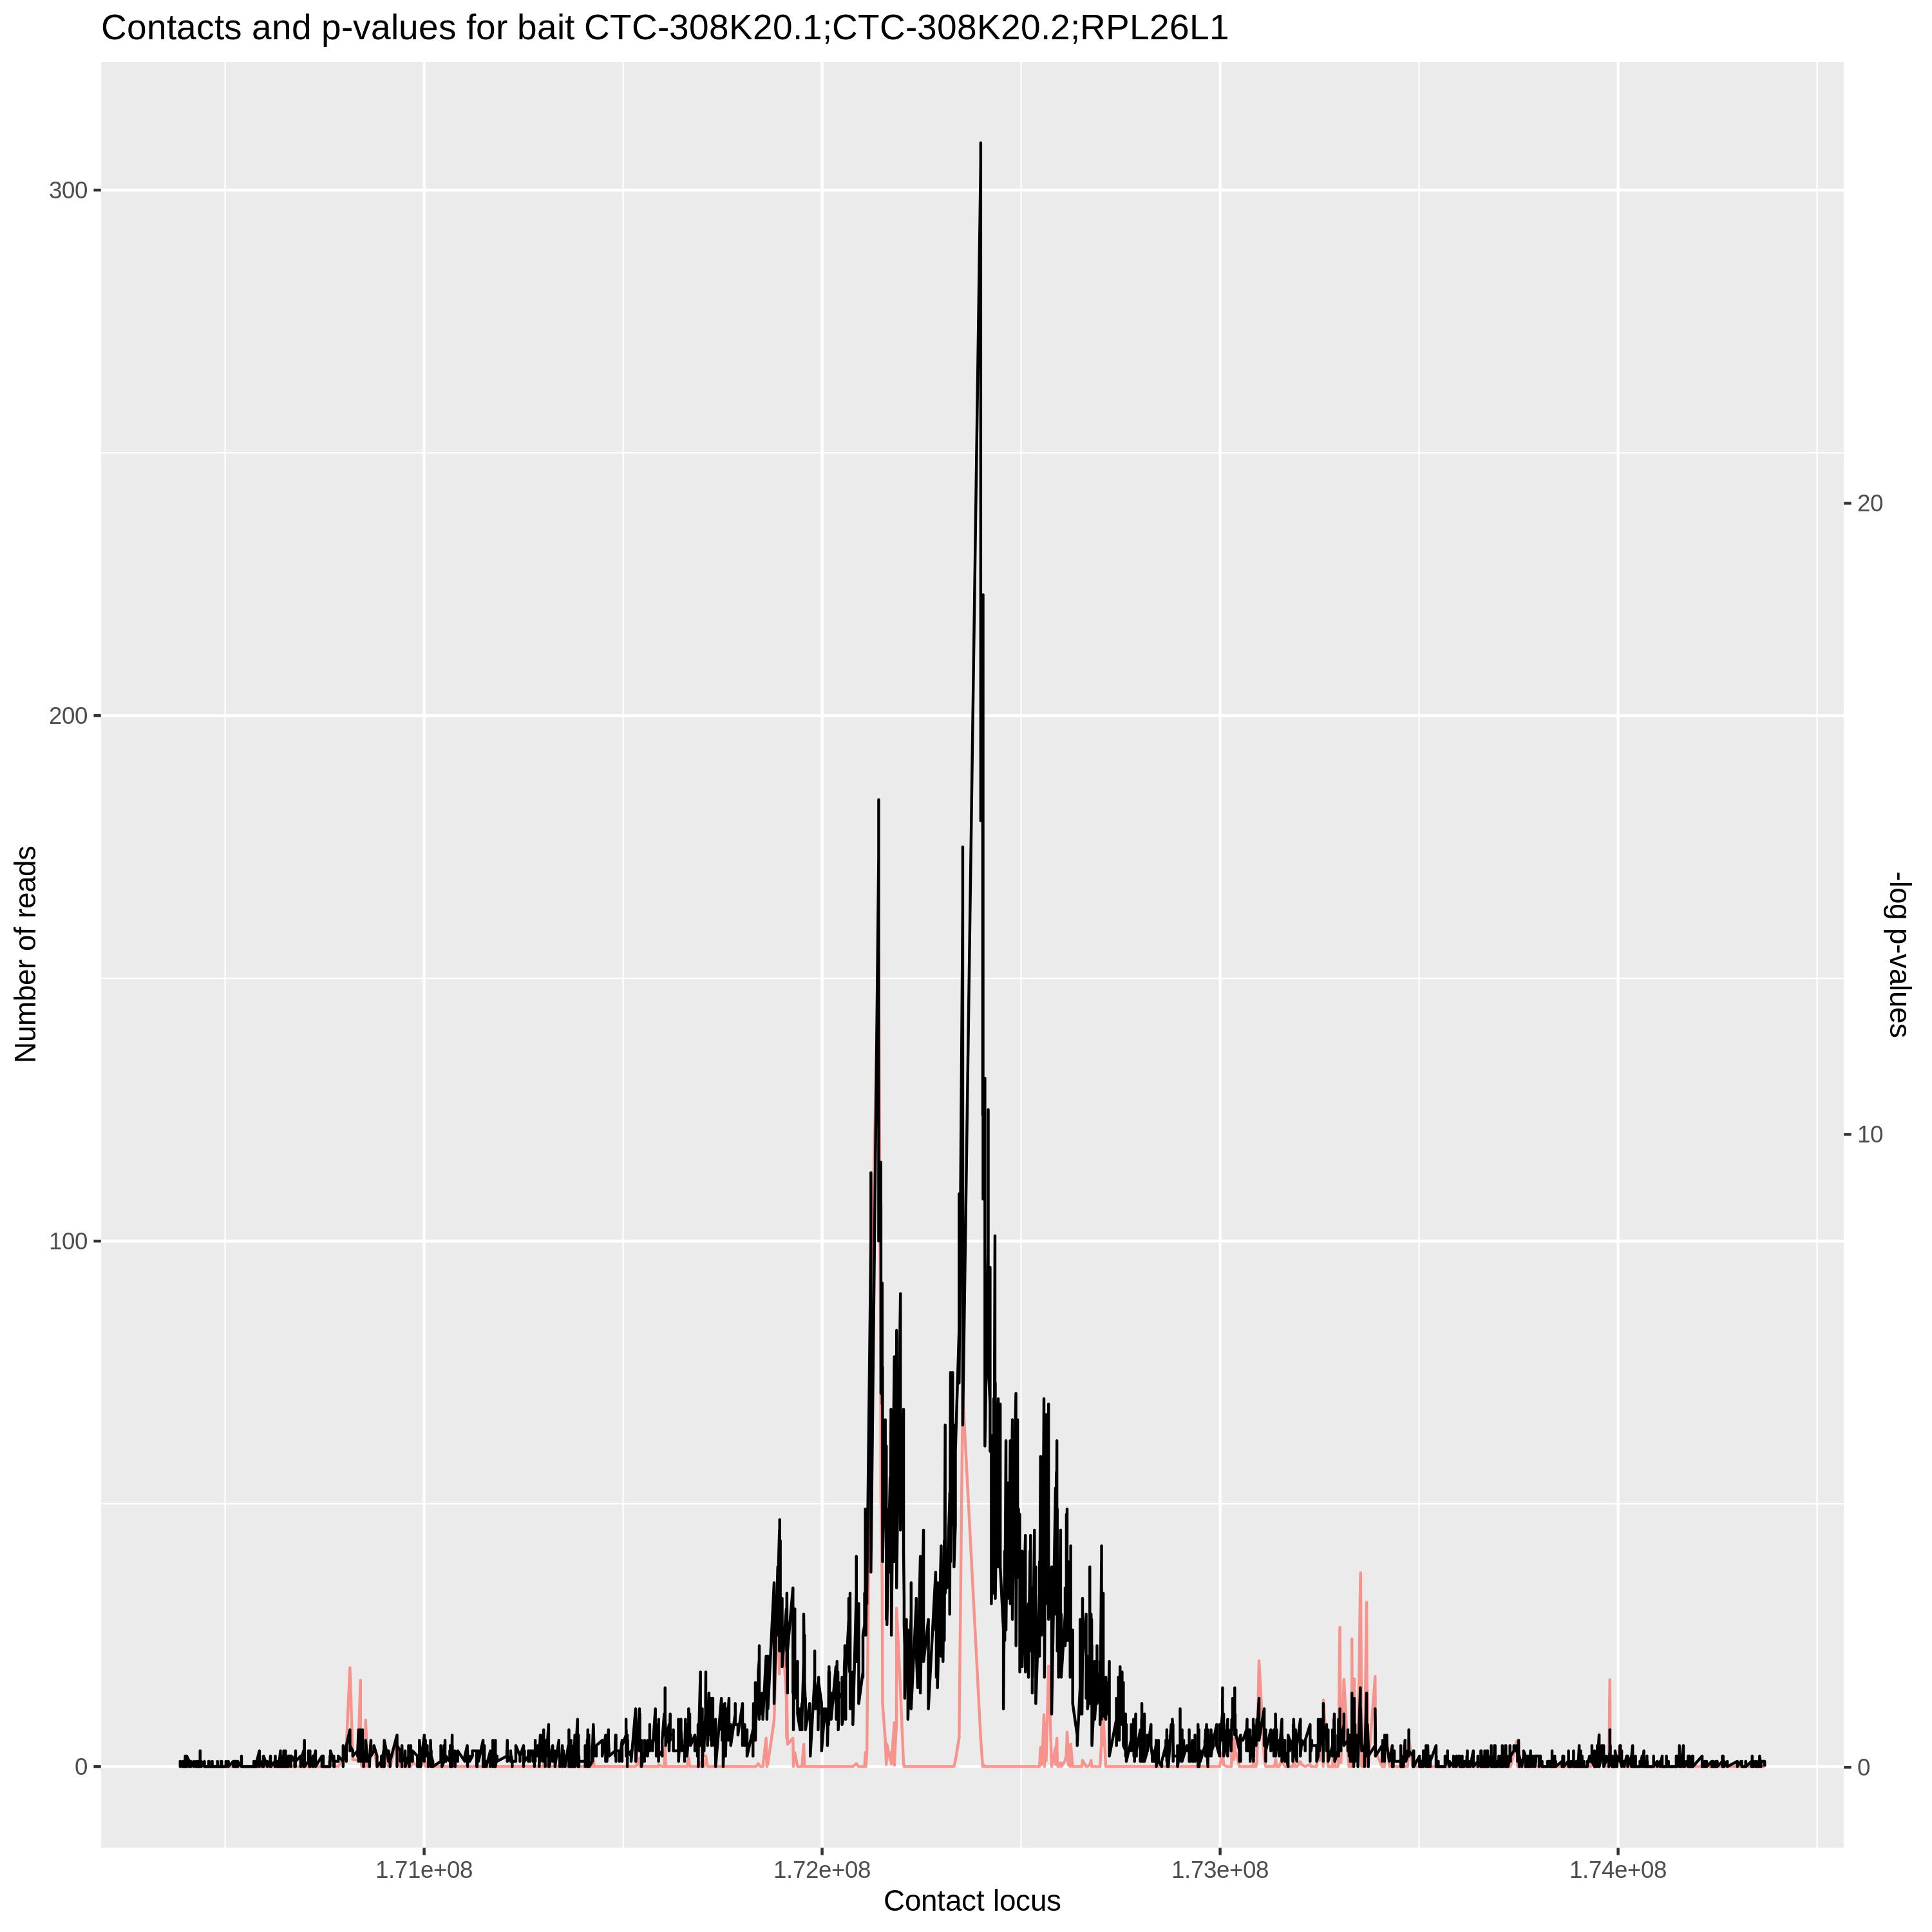 Contacts and p-values for bait CTC-308K20.1;CTC-308K20.2;RPL26L1
300
200
100
0
Number of reads
20
10
0
-log p-values
1.71e+08 1.72e+08 1.73e+08 1.74e+08
Contact locus